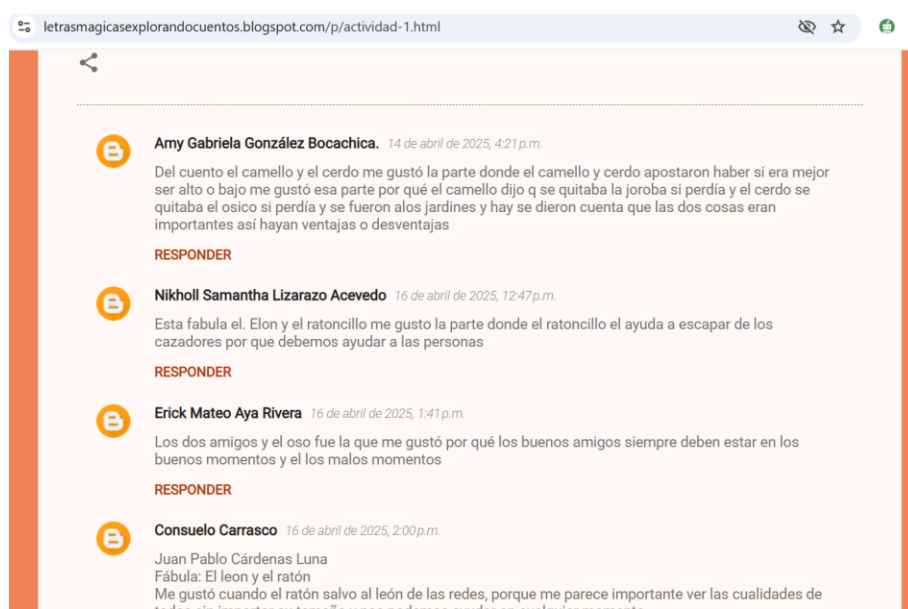 letrasmagicasexplorandocuentos.blogspot.com/p/actividad-1.html
Amy Gabriela González Bocachica. 14 de abril de 2025, 4:21 p.m.
Del cuento el camello y el cerdo me gustó la parte donde el camello y cerdo apostaron haber si era mejor
ser alto o bajo me gustó esa parte por qué el camello dijo q se quitaba la joroba si perdía y el cerdo se
quitaba el osico si perdía y se fueron alos jardines y hay se dieron cuenta que las dos cosas eran
importantes así hayan ventajas o desventajas
RESPONDER
Nikholl Samantha Lizarazo Acevedo 16 de abril de 2025, 12:47 p.m.
Esta fabula el. Elon y el ratoncillo me gusto la parte donde el ratoncillo el ayuda a escapar de los
cazadores por que debemos ayudar a las personas
RESPONDER
Erick Mateo Aya Rivera 16 de abril de 2025, 1:41 p.m.
Los dos amigos y el oso fue la que me gustó por qué los buenos amigos siempre deben estar en los
buenos momentos y el los malos momentos
RESPONDER
Consuelo Carrasco 16 de abril de 2025, 2:00 p.m.
Juan Pablo Cárdenas Luna
Fábula: El leon y el ratón
Me gustó cuando el ratón salvo al león de las redes, porque me parece importante ver las cualidades de